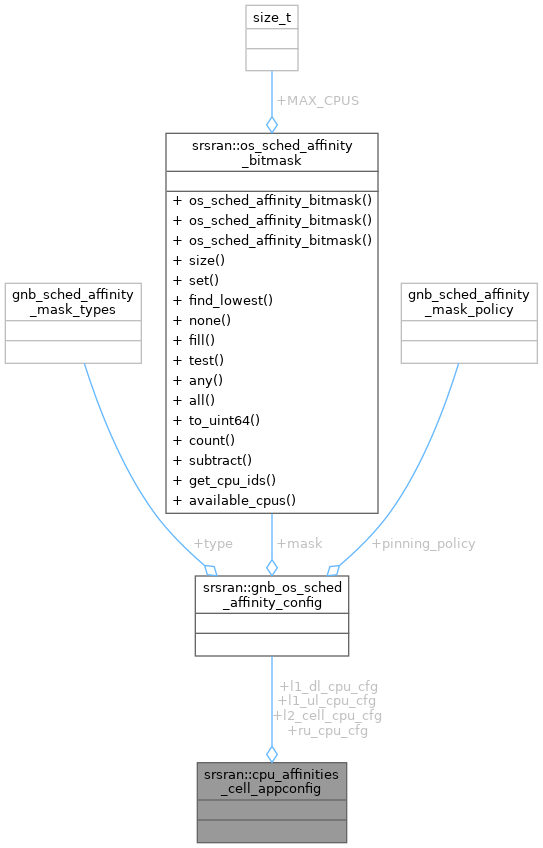 size_t
+MAX_CPUS
srsran::os_sched_affinity
_bitmask
+ os_sched_affinity_bitmask()
+ os_sched_affinity_bitmask()
+ os_sched_affinity_bitmask()
+ size()
+ set()
+ find_lowest()
+ none()
+ fill()
+ test()
+ any()
+ all()
+ to_uint64()
+ count()
+ subtract()
+ get_cpu_ids()
+ available_cpus()
gnb_sched_affinity
_mask_types
gnb_sched_affinity
_mask_policy
+type
+mask
+pinning_policy
srsran::gnb_os_sched
_affinity_config
+l1_dl_cpu_cfg
+l1_ul_cpu_cfg
+l2_cell_cpu_cfg
+ru_cpu_cfg
srsran::cpu_affinities
_cell_appconfig